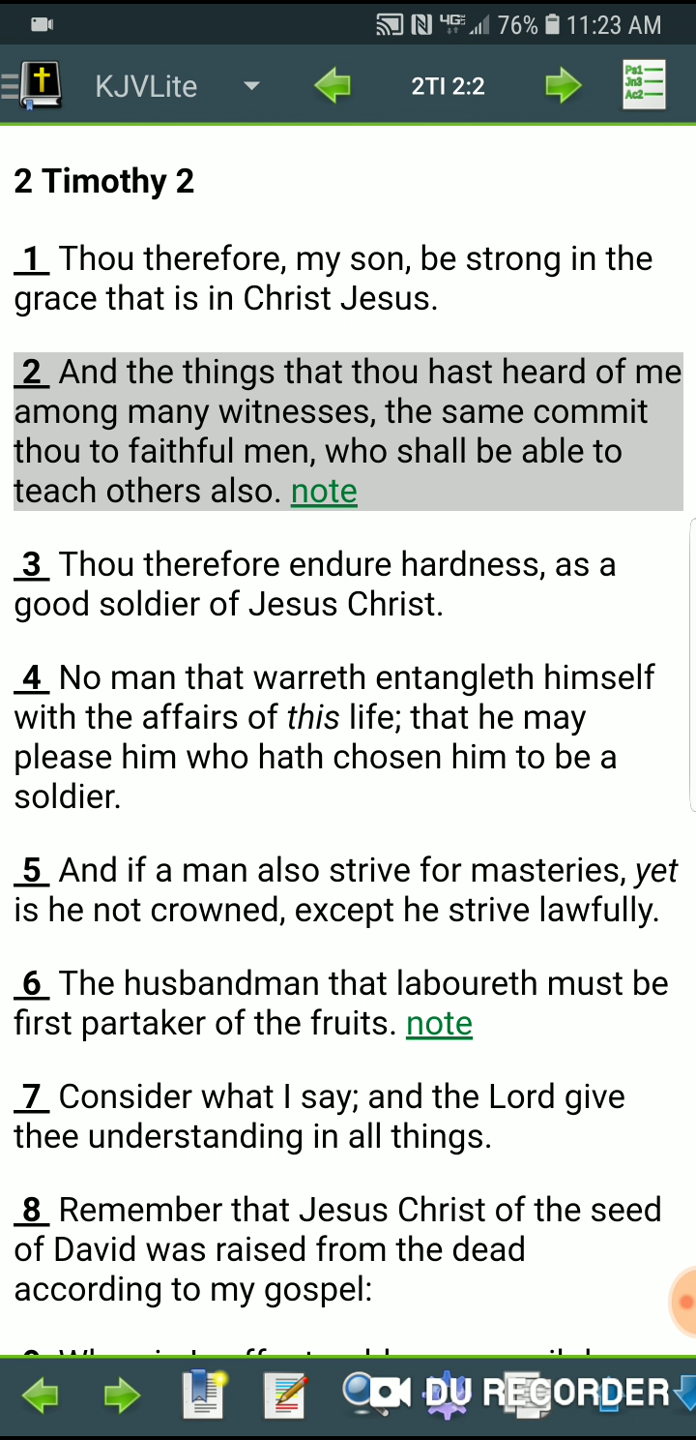 4GE 76% 11:23 AM
KJVLite 2TI 2:2
Ps1
Jn3
Ac2
2 Timothy 2
1 Thou therefore, my son, be strong in the
grace that is in Christ Jesus.
2 And the things that thou hast heard of me
among many witnesses, the same commit
thou to faithful men, who shall be able to
teach others also. note
3 Thou therefore endure hardness, as a
good soldier of Jesus Christ.
4 No man that warreth entangleth himself
with the affairs of this life; that he may
please him who hath chosen him to be a
soldier.
5 And if a man also strive for masteries, yet
is he not crowned, except he strive lawfully.
6 The husbandman that laboureth must be
first partaker of the fruits. note
7 Consider what I say; and the Lord give
thee understanding in all things.
8 Remember that Jesus Christ of the seed
of David was raised from the dead
according to my gospel:
DU RECORDER